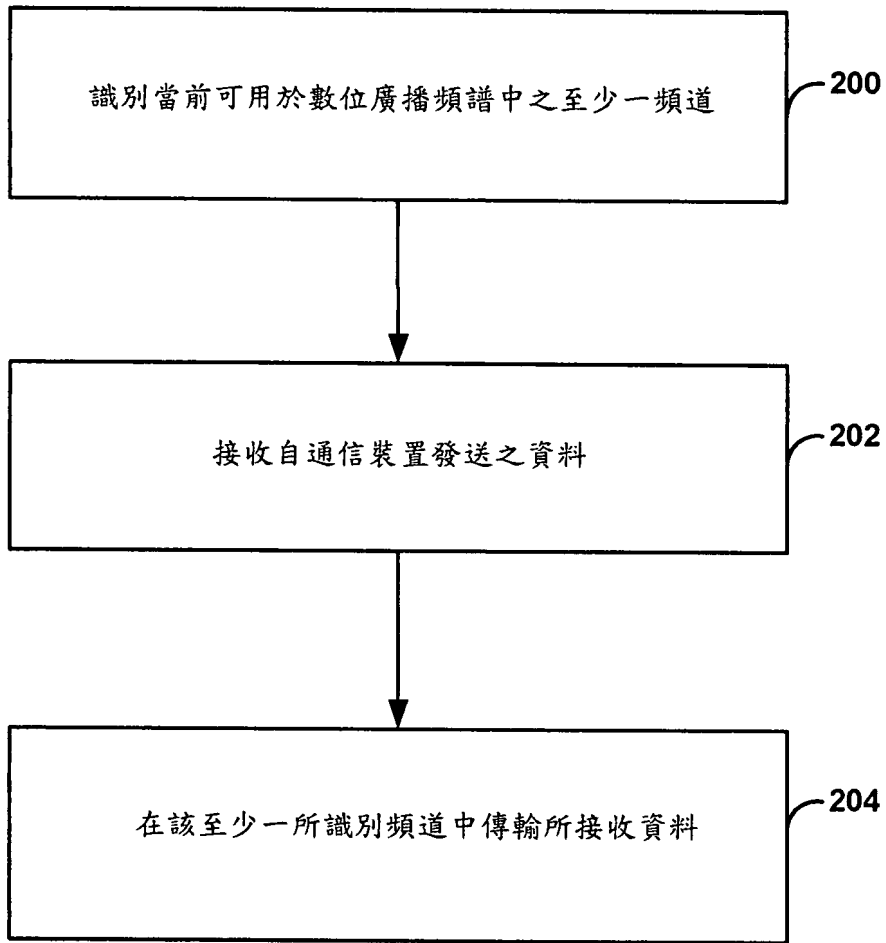 識別當前可用於數位廣播頻譜中之至少一頻道
200
接收自通信裝置發送之資料
202
在該至少一所識別頻道中傳輸所接收資料
204